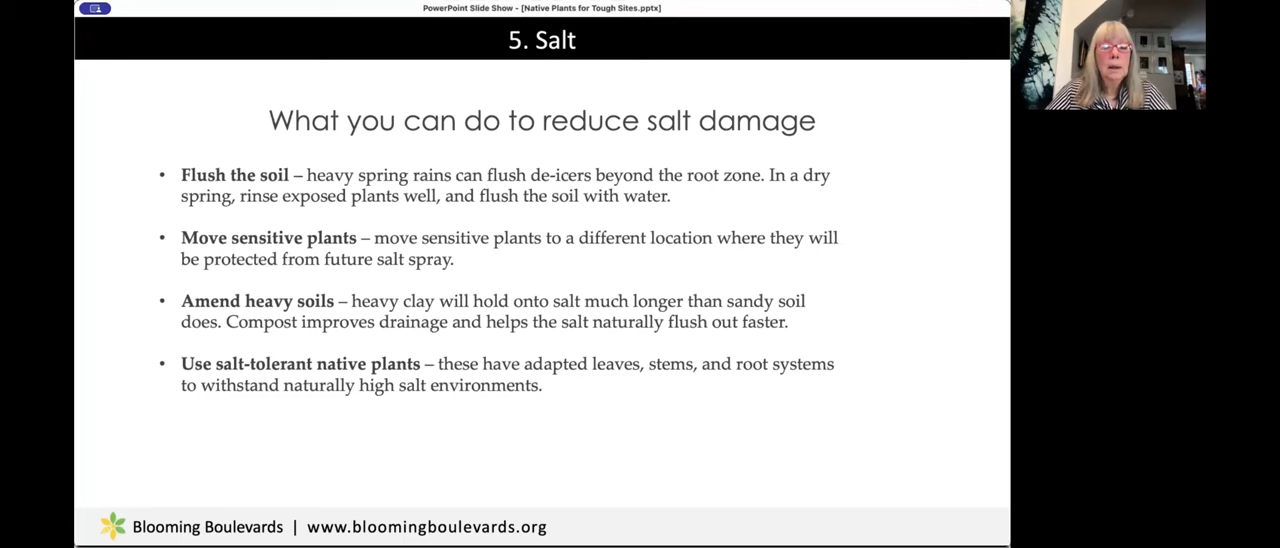 PowerPoint Slide Show - [Native Plants for Tough Sites.pptx]
5. Salt
What you can do to reduce salt damage
• Flush the soil – heavy spring rains can flush de-icers beyond the root zone. In a dry
spring, rinse exposed plants well, and flush the soil with water.
• Move sensitive plants – move sensitive plants to a different location where they will
be protected from future salt spray.
• Amend heavy soils – heavy clay will hold onto salt much longer than sandy soil
does. Compost improves drainage and helps the salt naturally flush out faster.
• Use salt-tolerant native plants – these have adapted leaves, stems, and root systems
to withstand naturally high salt environments.
Blooming Boulevards | www.bloomingboulevards.org